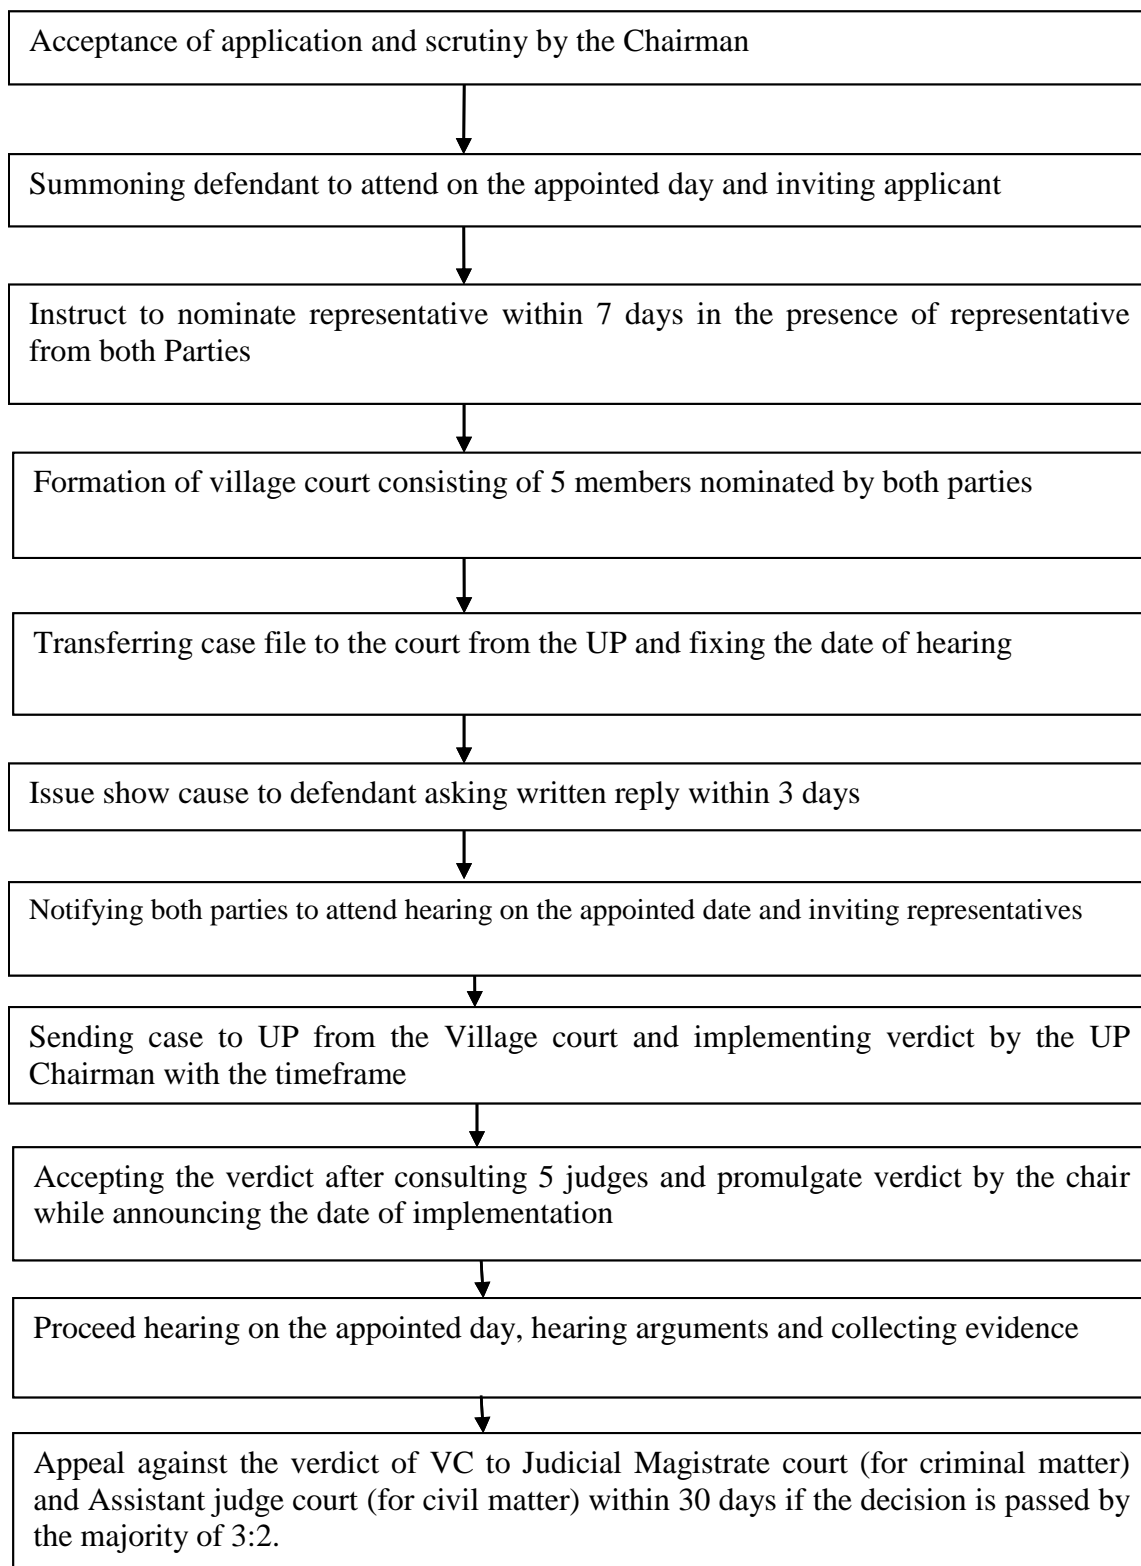 Acceptance of application and scrutiny by the Chairman
Summoning defendant to attend on the appointed day and inviting applicant
Instruct to nominate representative within 7 days in the presence of representative
from both Parties
Formation of village court consisting of 5 members nominated by both parties
Transferring case file to the court from the UP and fixing the date of hearing
Issue show cause to defendant asking written reply within 3 days
Notifying both parties to attend hearing on the appointed date and inviting representatives
Sending case to UP from the Village court and implementing verdict by the UP
Chairman with the timeframe
Accepting the verdict after consulting 5 judges and promulgate verdict by the chair
while announcing the date of implementation
Proceed hearing on the appointed day, hearing arguments and collecting evidence
Appeal against the verdict of VC to Judicial Magistrate court (for criminal matter)
and Assistant judge court (for civil matter) within 30 days if the decision is passed by
the majority of 3:2.